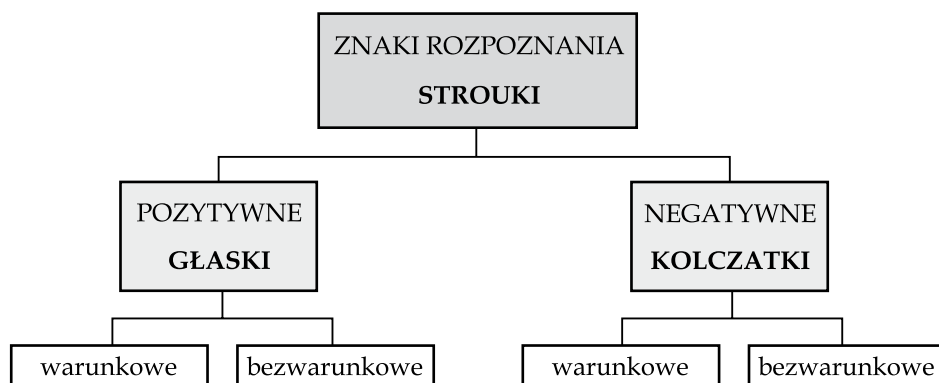 ZNAKI ROZPOZNANIA
STROUKI
POZYTYWNE
GŁASKI
NEGATYWNE
KOLCZATKI
warunkowe
bezwarunkowe
warunkowe
bezwarunkowe